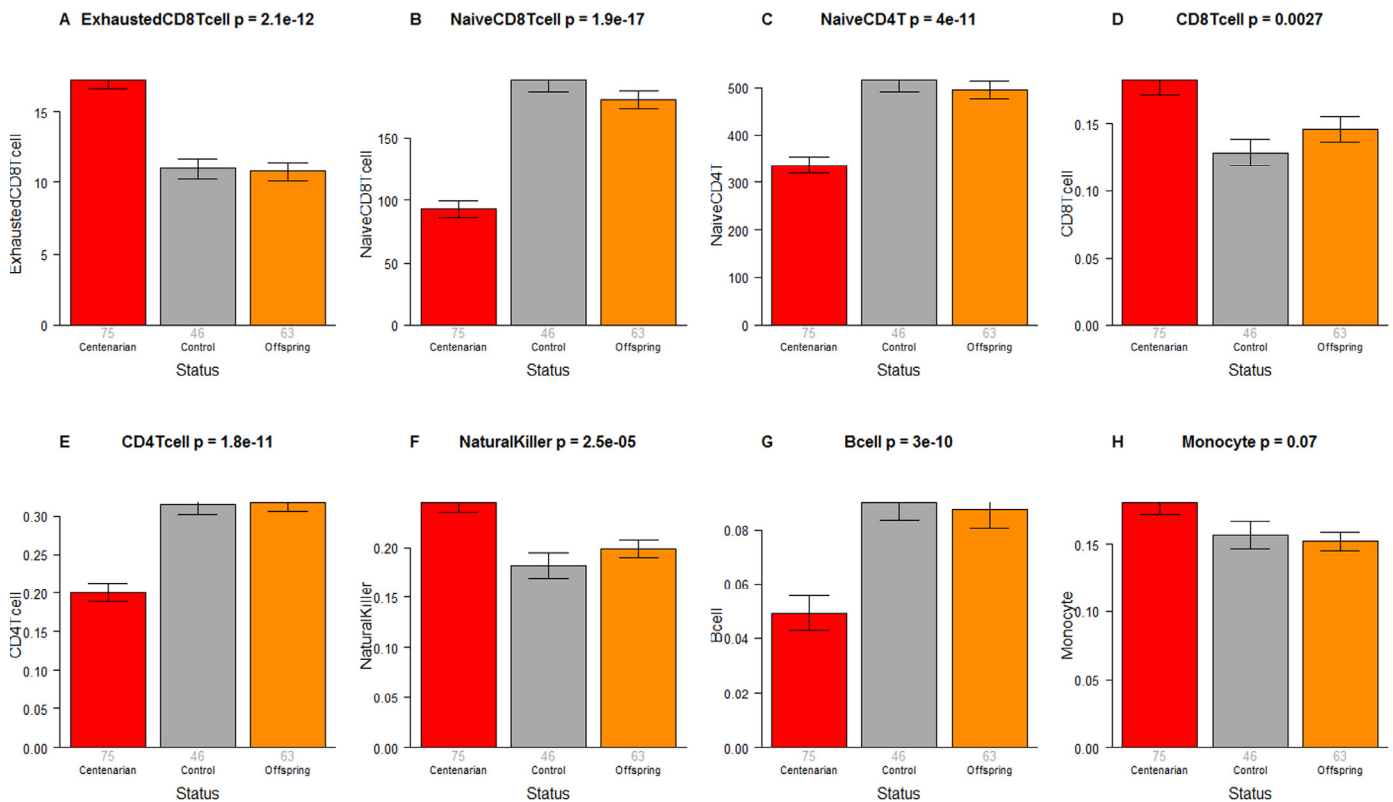 A ExhaustedCD8Tcell p = 2.1e-12
ExhaustedCD8Tcell
15
10
5
0
75 46 63
Centenarian Control Offspring
Status
B NaiveCD8Tcell p = 1.9e-17
NaiveCD8Tcell
150
100
50
0
75 46 63
Centenarian Control Offspring
Status
C NaiveCD4T p = 4e-11
NaiveCD4T
500
400
300
200
100
0
75 46 63
Centenarian Control Offspring
Status
D CD8Tcell p = 0.0027
CD8Tcell
0.15
0.10
0.05
0.00
75 46 63
Centenarian Control Offspring
Status
E CD4Tcell p = 1.8e-11
CD4Tcell
0.30
0.25
0.20
0.15
0.10
0.05
0.00
75 46 63
Centenarian Control Offspring
Status
F NaturalKiller p = 2.5e-05
NaturalKiller
0.20
0.15
0.10
0.05
0.00
75 46 63
Centenarian Control Offspring
Status
G Bcell p = 3e-10
Bcell
0.08
0.06
0.04
0.02
0.00
75 46 63
Centenarian Control Offspring
Status
H Monocyte p = 0.07
Monocyte
0.15
0.10
0.05
0.00
75 46 63
Centenarian Control Offspring
Status